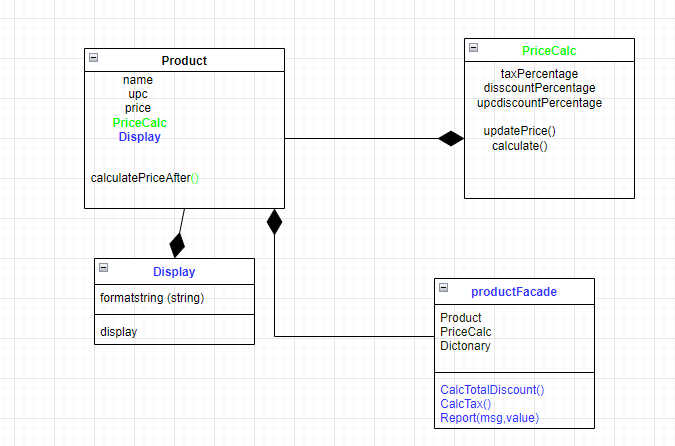 Product
name
upc
price
PriceCalc
Display
calculatePriceAfter()
PriceCalc
taxPercentage
disscountPercentage
upcdiscountPercentage
updatePrice()
calculate()
Display
formatstring (string)
display
productFacade
Product
PriceCalc
Dictonary
CalcTotalDiscount()
CalcTax()
Report(msg,value)